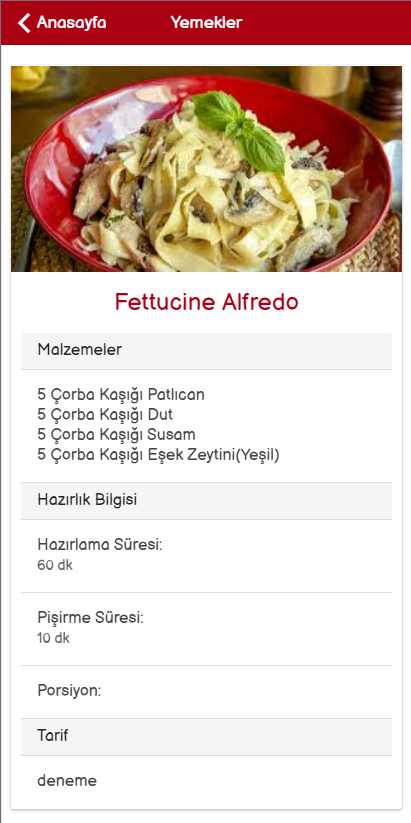 Anasayfa Yemekler
Fettucine Alfredo
Malzemeler
5 Çorba Kaşığı Patlıcan
5 Çorba Kaşığı Dut
5 Çorba Kaşığı Susam
5 Çorba Kaşığı Eşek Zeytini(Yeşil)
Hazırlık Bilgisi
Hazırlama Süresi:
60 dk
Pişirme Süresi:
10 dk
Porsiyon:
Tarif
deneme